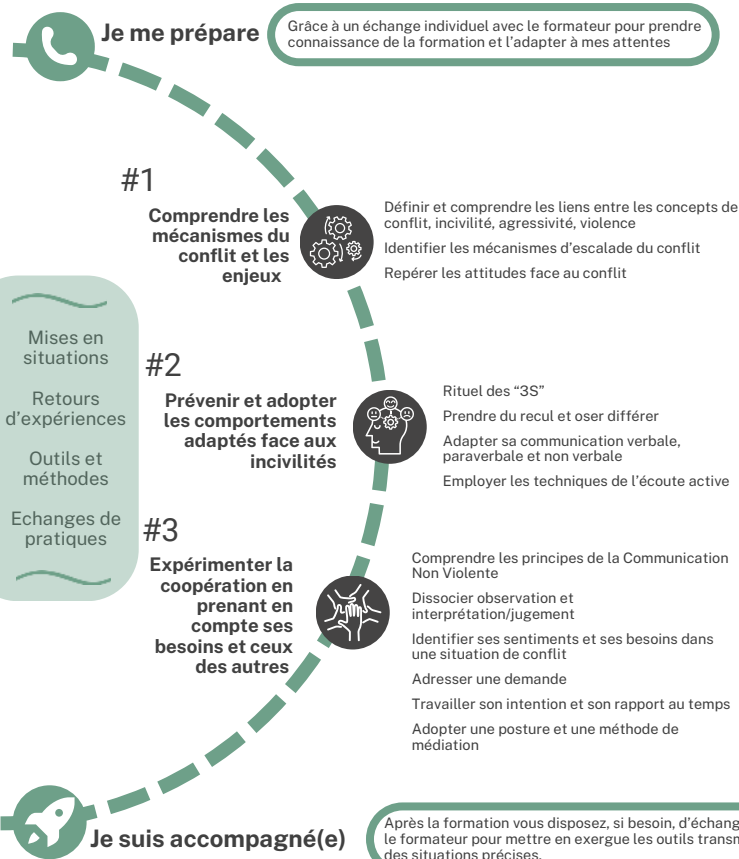 Je me prépare
Grâce à un échange individuel avec le formateur pour prendre
connaissance de la formation et l’adapter à mes attentes
#1
Comprendre les
mécanismes du
conflit et les
enjeux
Définir et comprendre les liens entre les concepts de
conflit, incivilité, agressivité, violence
Identifier les mécanismes d’escalade du conflit
Repérer les attitudes face au conflit
Mises en
situations
Retours
d’expériences
Outils et
méthodes
Echanges de
pratiques
#2
Prévenir et adopter
les comportements
adaptés face aux
incivilités
Rituel des “3S”
Prendre du recul et oser différer
Adapter sa communication verbale,
paraverbale et non verbale
Employer les techniques de l’écoute active
#3
Expérimenter la
coopération en
prenant en
compte ses
besoins et ceux
des autres
Comprendre les principes de la Communication
Non Violente
Dissocier observation et
interprétation/jugement
Identifier ses sentiments et ses besoins dans
une situation de conflit
Adresser une demande
Travailler son intention et son rapport au temps
Adopter une posture et une méthode de
médiation
Je suis accompagné(e)
Après la formation vous disposez, si besoin, d’échang
le formateur pour mettre en exergue les outils transm
des situations précises.